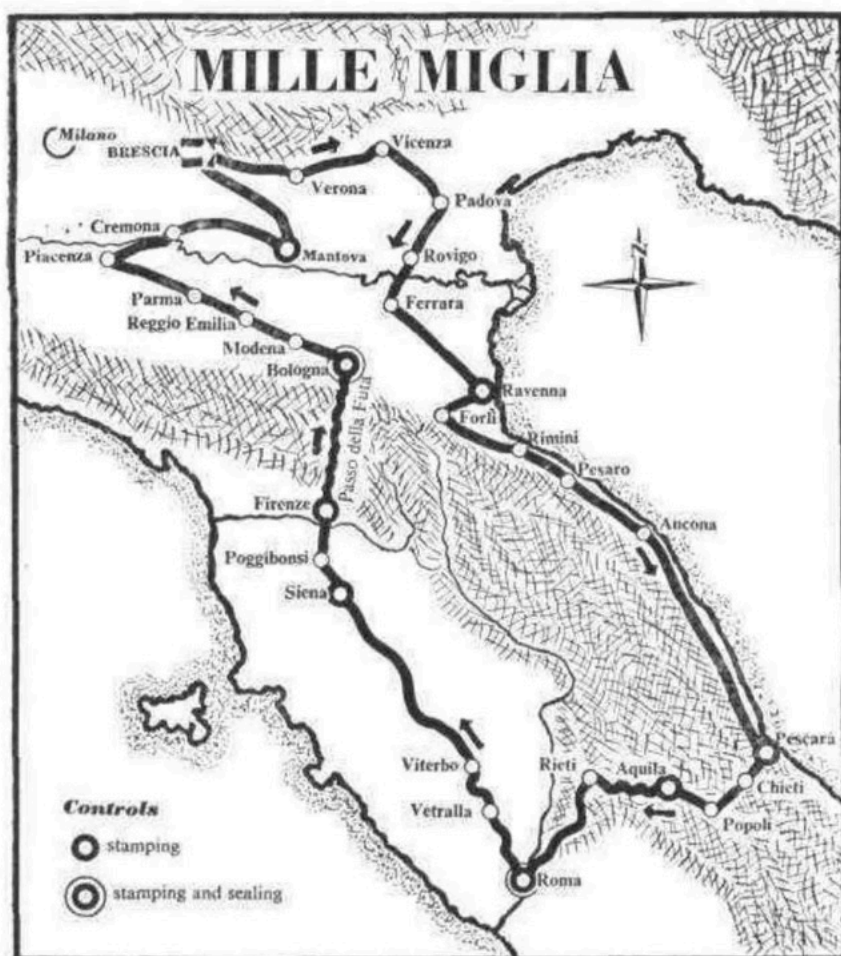 MILLE MIGLIA
Milano
BRESCIA
Vicenza
Verona
Padova
Cremona
Mantova
Rovigo
Piacenza
N
Parma
Ferrara
Reggio Emilia
Modena
Bologna
Ravenna
Forlì
Passo della Futa
Rimini
Pesaro
Firenze
Ancona
Poggibonsi
Siena
Pescara
Viterbo
Rieti
Aquila
Chieti
Vetralla
Popoli
Roma
Controls
stamping
stamping and sealing